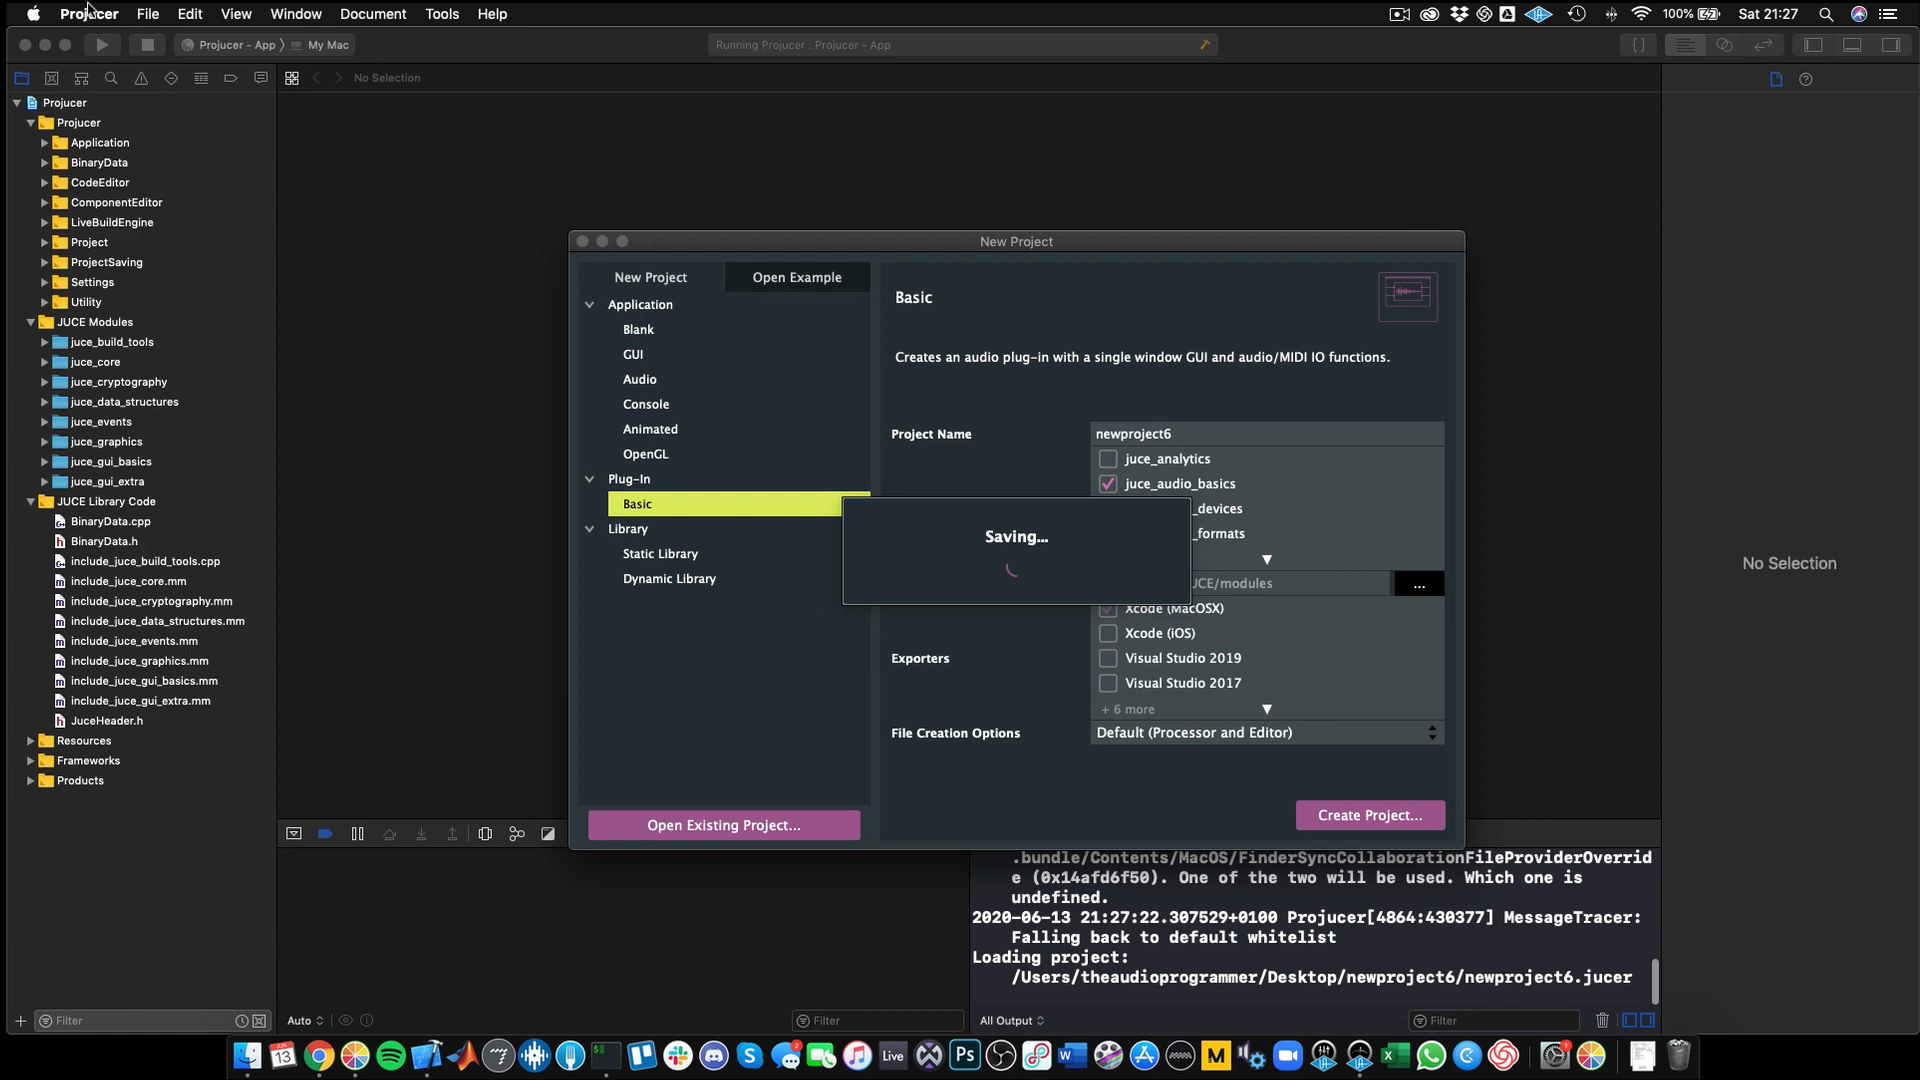 Projucer File Edit View Window Document Tools Help
100% Sat 21:27
Projucer - App My Mac
Running Projucer : Projucer - App
No Selection
Projucer
Projucer
Application
BinaryData
CodeEditor
ComponentEditor
LiveBuildEngine
Project
ProjectSaving
Settings
Utility
JUCE Modules
juce_build_tools
juce_core
juce_cryptography
juce_data_structures
juce_events
juce_graphics
juce_gui_basics
juce_gui_extra
JUCE Library Code
BinaryData.cpp
BinaryData.h
include_juce_build_tools.cpp
include_juce_core.mm
include_juce_cryptography.mm
include_juce_data_structures.mm
include_juce_events.mm
include_juce_graphics.mm
include_juce_gui_basics.mm
include_juce_gui_extra.mm
JuceHeader.h
Resources
Frameworks
Products
Filter
New Project
New Project
Open Example
Application
Blank
GUI
Audio
Console
Animated
OpenGL
Plug-In
Basic
Library
Static Library
Dynamic Library
Open Existing Project...
Basic
Creates an audio plug-in with a single window GUI and audio/MIDI IO functions.
Project Name
newproject6
juce_analytics
juce_audio_basics
_devices
_formats
Saving...
UCE/modules
...
Xcode (MacOSX)
Xcode (iOS)
Exporters
Visual Studio 2019
Visual Studio 2017
+ 6 more
File Creation Options
Default (Processor and Editor)
Create Project...
No Selection
.bundle/Contents/MacOS/FinderSyncCollaborationFileProviderOverrid
e (0x14afd6f50). One of the two will be used. Which one is
undefined.
2020-06-13 21:27:22.307529+0100 Projucer[4864:430377] MessageTracer:
Falling back to default whitelist
Loading project:
/Users/theaudioprogrammer/Desktop/newproject6/newproject6.jucer
Auto
Filter
All Output
Filter
13
2
Live
Ps
W
M
X
1